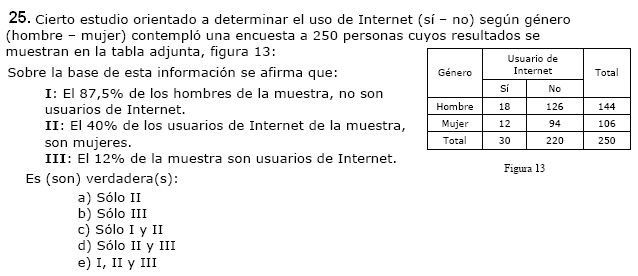 25. Cierto estudio orientado a determinar el uso de Internet (sí – no) según género
(hombre – mujer) contempló una encuesta a 250 personas cuyos resultados se
muestran en la tabla adjunta, figura 13:
Sobre la base de esta información se afirma que:
I: El 87,5% de los hombres de la muestra, no son
usuarios de Internet.
II: El 40% de los usuarios de Internet de la muestra,
son mujeres.
III: El 12% de la muestra son usuarios de Internet.
Es (son) verdadera(s):
a) Sólo II
b) Sólo III
c) Sólo I y II
d) Sólo II y III
e) I, II y III
Género Usuario de Internet Total
Sí No
Hombre 18 126 144
Mujer 12 94 106
Total 30 220 250
Figura 13